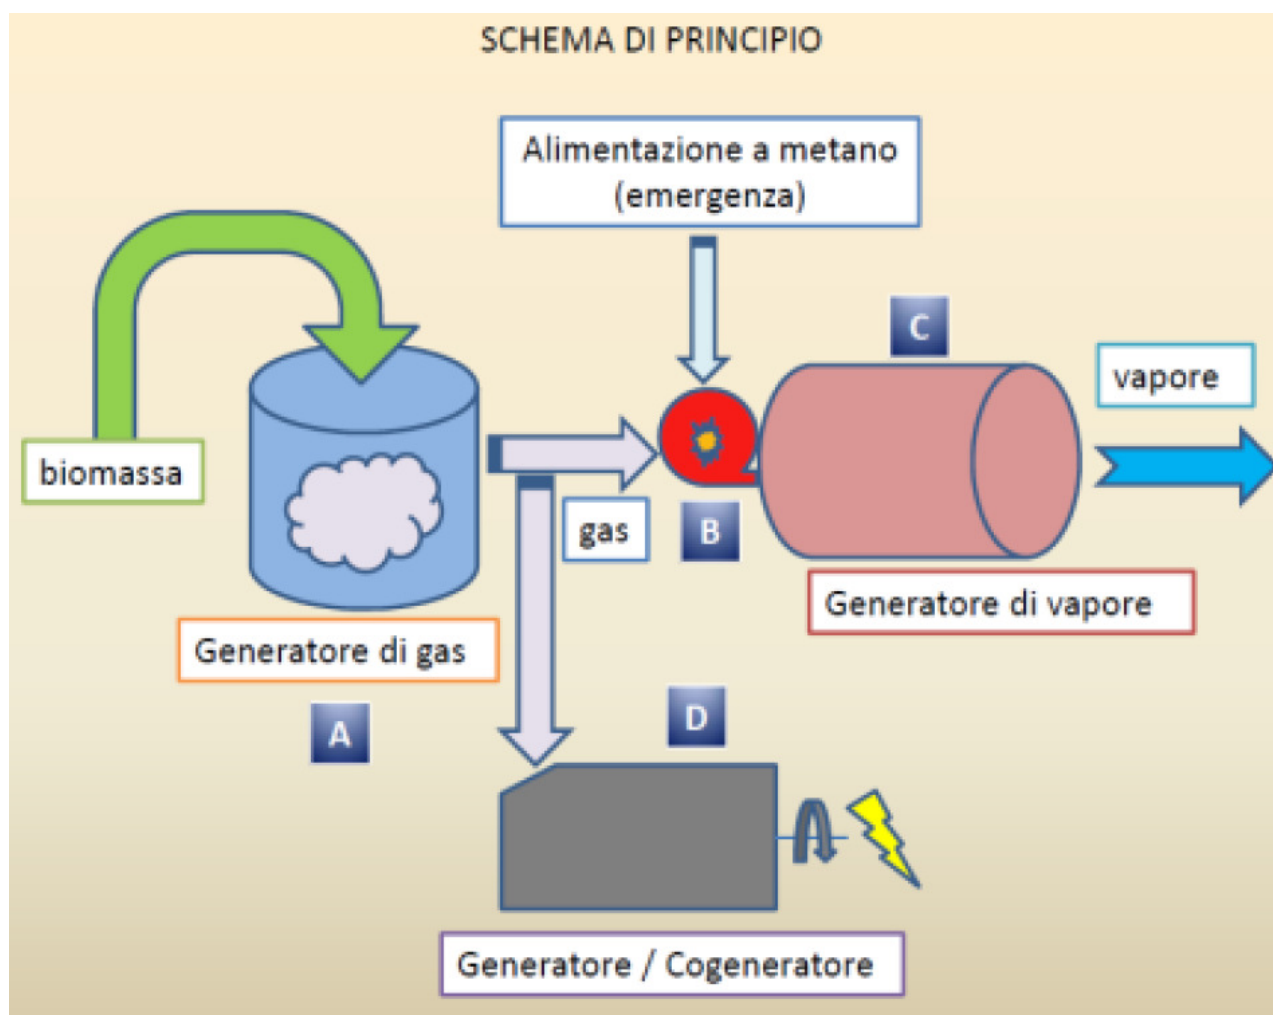 SCHEMA DI PRINCIPIO
Alimentazione a metano
(emergenza)
C
vapore
biomassa
gas
B
Generatore di vapore
Generatore di gas
A
D
Generatore / Cogeneratore